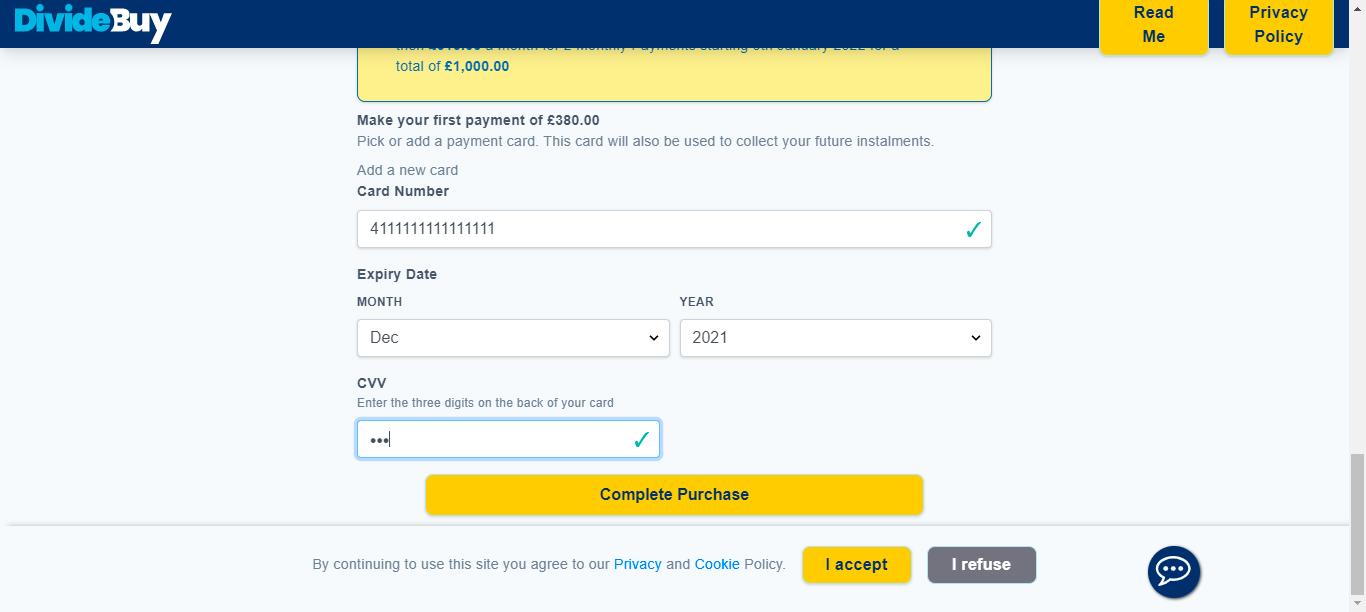 DivideBuy
Read
Me
Privacy
Policy
a month for 2 Monthly Payments starting 9th January 2022 for a
total of £1,000.00
Make your first payment of £380.00
Pick or add a payment card. This card will also be used to collect your future instalments.
Add a new card
Card Number
4111111111111111
Expiry Date
MONTH
YEAR
Dec
2021
CVV
Enter the three digits on the back of your card
•••
Complete Purchase
By continuing to use this site you agree to our Privacy and Cookie Policy.
I accept
I refuse